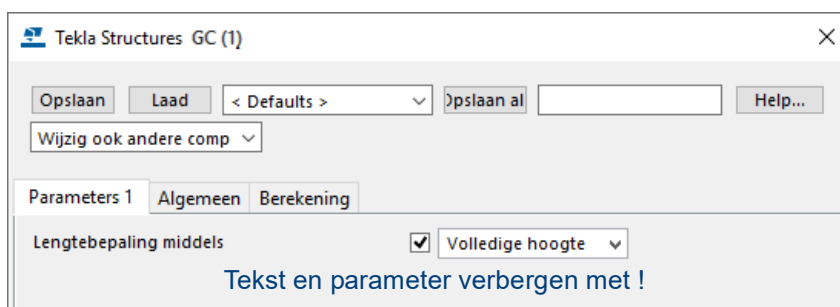 Tekla Structures GC (1)
Opslaan Laad < Defaults > Opslaan al Help...
Wijzig ook andere comp
Parameters 1 Algemeen Berekening
Lengtebepaling middels Volledige hoogte
Tekst en parameter verbergen met !